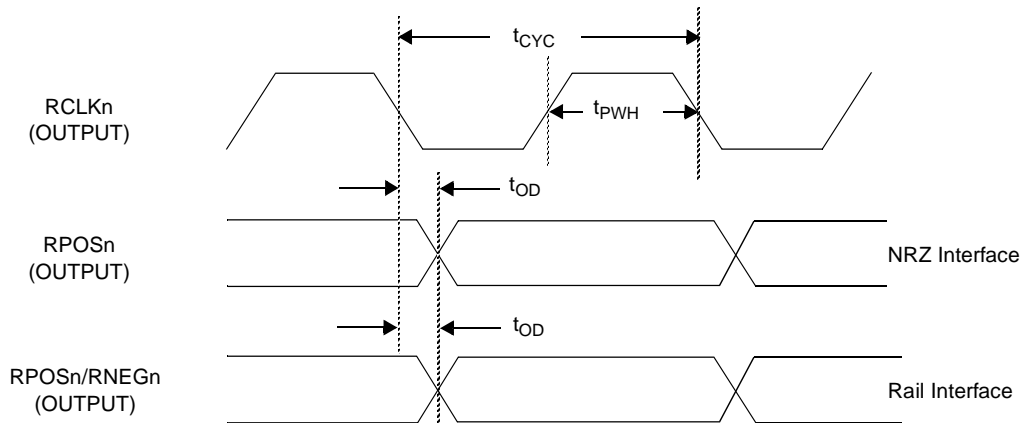 tCYC
RCLKn
(OUTPUT)
tPWH
tOD
RPOSn
(OUTPUT)
NRZ Interface
tOD
RPOSn/RNEGn
(OUTPUT)
Rail Interface